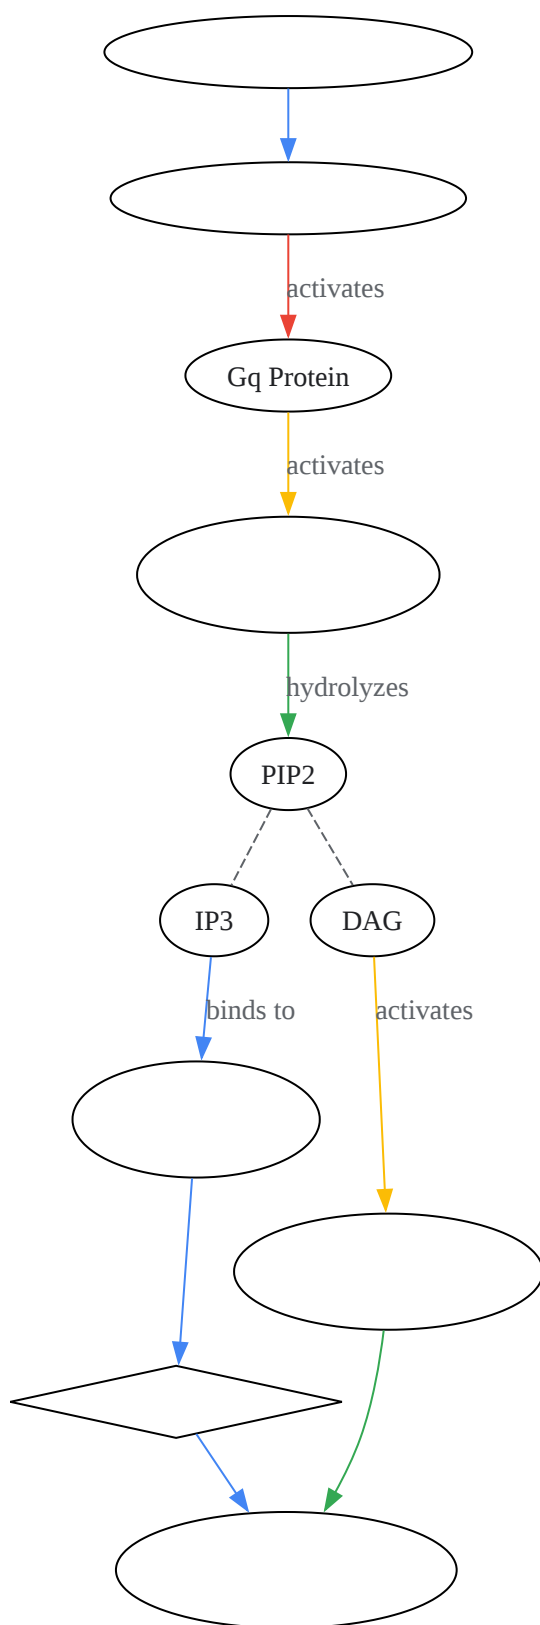 activates
Gq Protein
activates
hydrolyzes
PIP2
IP3
DAG
binds to
activates